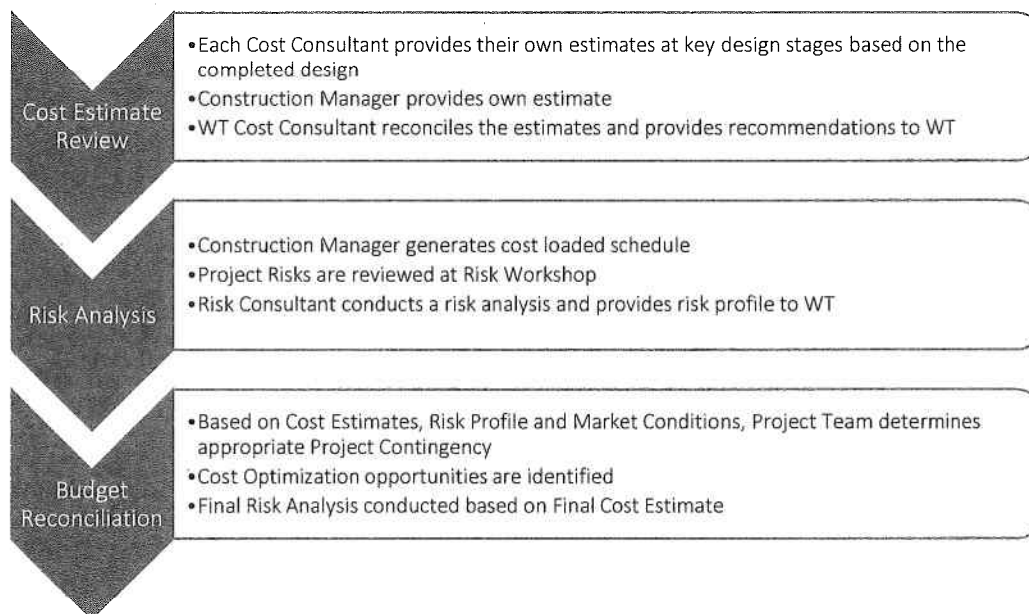 Cost Estimate
Review
•Each Cost Consultant provides their own estimates at key design stages based on the
completed design
•Construction Manager provides own estimate
•WT Cost Consultant reconciles the estimates and provides recommendations to WT
Risk Analysis
•Construction Manager generates cost loaded schedule
•Project Risks are reviewed at Risk Workshop
•Risk Consultant conducts a risk analysis and provides risk profile to WT
Budget
Reconciliation
•Based on Cost Estimates, Risk Profile and Market Conditions, Project Team determines
appropriate Project Contingency
•Cost Optimization opportunities are identified
•Final Risk Analysis conducted based on Final Cost Estimate